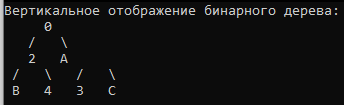 Вертикальное отображение бинарного дерева:
0
/ \
2 A
/ \ / \
B 4 3 C